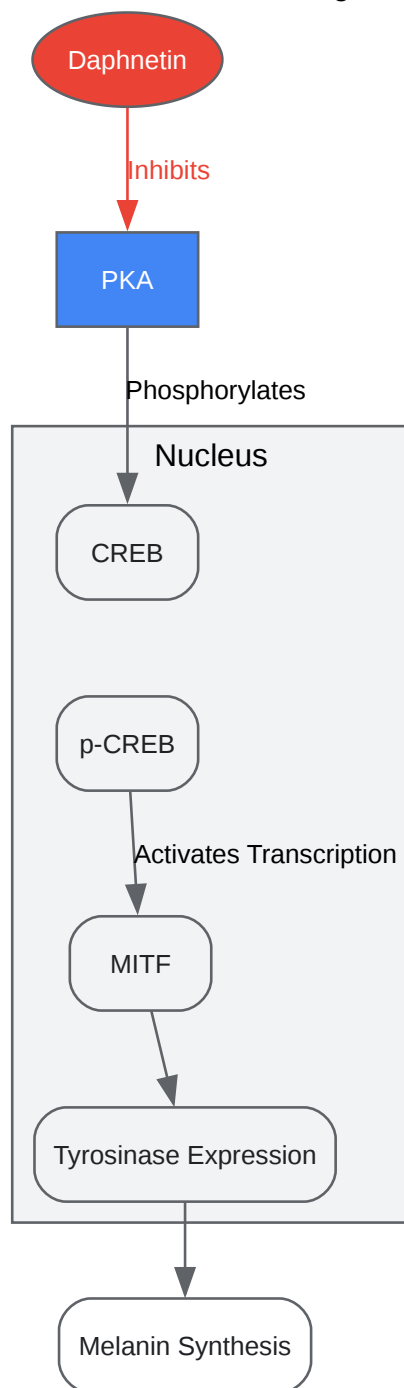 Daphnetin
Inhibits
PKA
Phosphorylates
Nucleus
CREB
p-CREB
Activates Transcription
MITF
Tyrosinase Expression
Melanin Synthesis